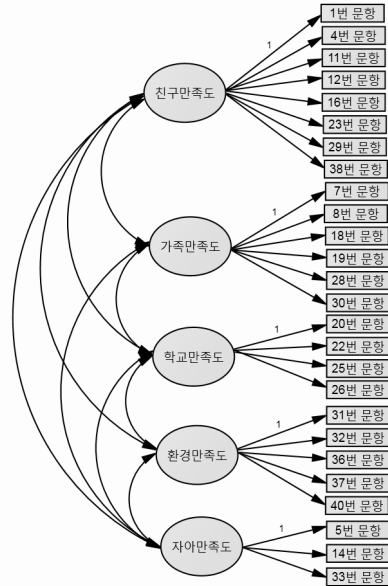 1번 문항
1
4번 문항
11번 문항
12번 문항
친구만족도
16번 문항
23번 문항
29번 문항
38번 문항
7번 문항
1
8번 문항
18번 문항
가족만족도
19번 문항
28번 문항
30번 문항
20번 문항
1
22번 문항
학교만족도
25번 문항
26번 문항
31번 문항
1
32번 문항
환경만족도
36번 문항
37번 문항
40번 문항
5번 문항
1
자아만족도
14번 문항
33번 문항